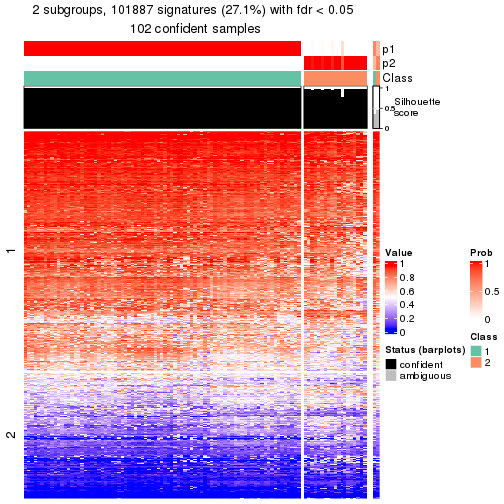 2 subgroups, 101887 signatures (27.1%) with fdr < 0.05
102 confident samples
p1
p2
Class
1
0.5
0
Silhouette
score
1
2
Value
1
0.8
0.6
0.4
0.2
0
Prob
1
0.5
0
Status (barplots)
confident
ambiguous
Class
1
2